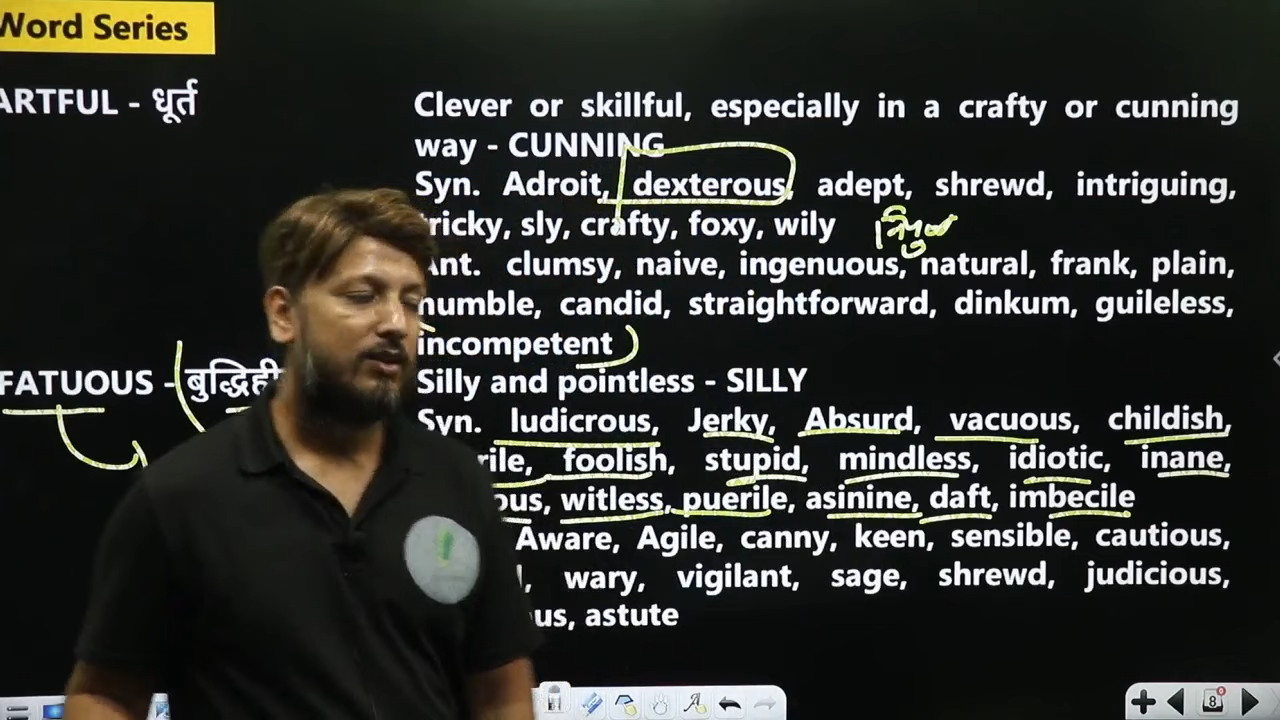 Word Series
ARTFUL - धूर्त
Clever or skillful, especially in a crafty or cunning
way - CUNNING
Syn. Adroit, dexterous, adept, shrewd, intriguing,
tricky, sly, crafty, foxy, wily
निपुण
Ant. clumsy, naive, ingenuous, natural, frank, plain,
humble, candid, straightforward, dinkum, guileless,
incompetent
FATUOUS - बुद्धिही
Silly and pointless - SILLY
Syn. ludicrous, Jerky, Absurd, vacuous, childish,
rile, foolish, stupid, mindless, idiotic, inane,
ous, witless, puerile, asinine, daft, imbecile
Aware, Agile, canny, keen, sensible, cautious,
wary, vigilant, sage, shrewd, judicious,
ous, astute
8